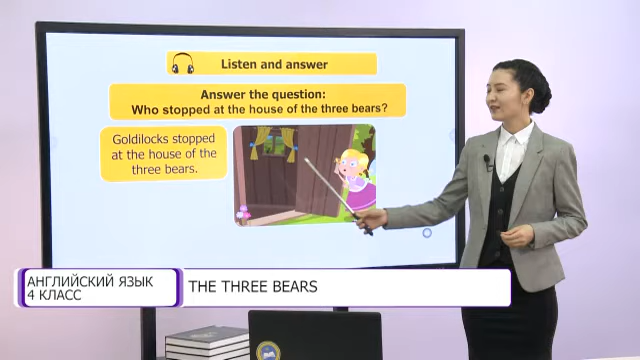 Listen and answer
Answer the question:
Who stopped at the house of the three bears?
Goldilocks stopped
at the house of the
three bears.
АНГЛИЙСКИЙ ЯЗЫК
4 КЛАСС
THE THREE BEARS